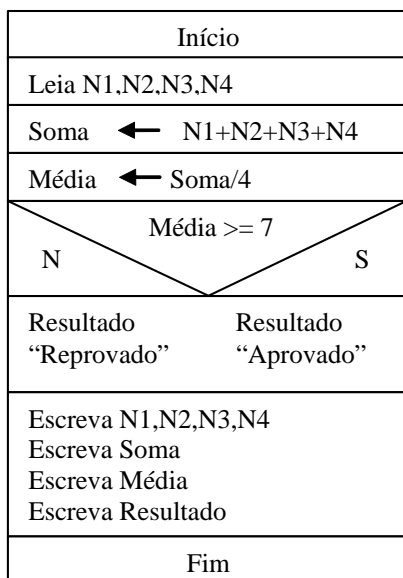 Início
Leia N1,N2,N3,N4
Soma N1+N2+N3+N4
Média Soma/4
Média >= 7
N S
Resultado Resultado
“Reprovado” “Aprovado”
Escreva N1,N2,N3,N4
Escreva Soma
Escreva Média
Escreva Resultado
Fim